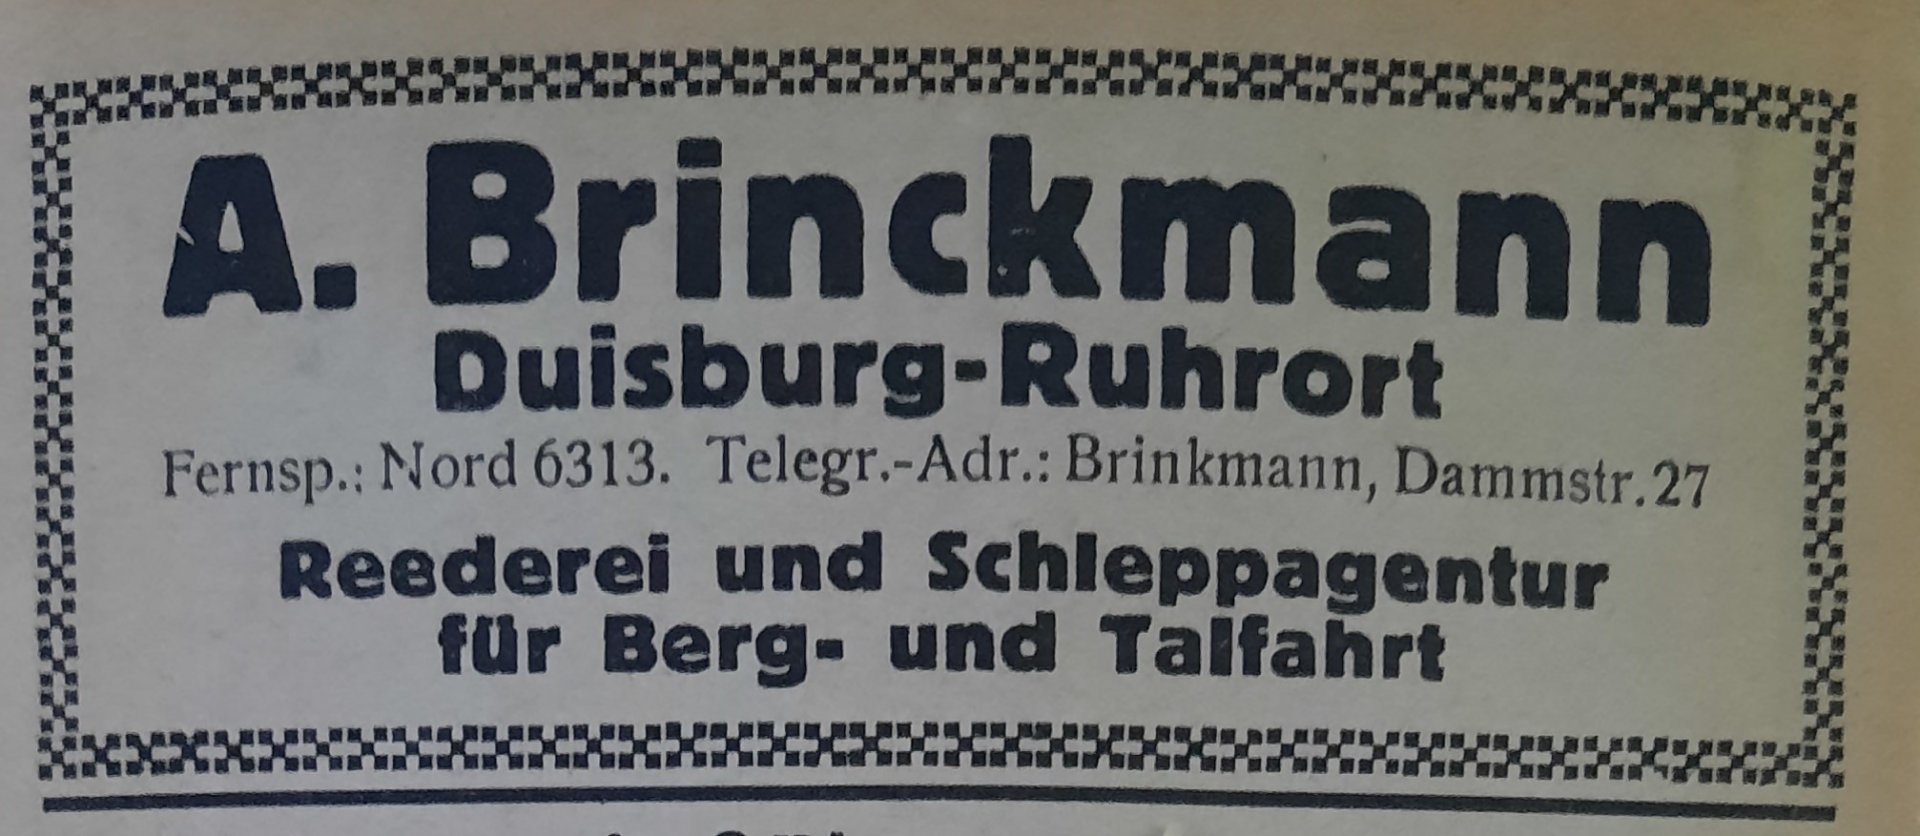 A. Brinckmann
Duisburg-Ruhrort
Fernsp.: Nord 6313. Telegr.-Adr.: Brinkmann, Dammstr. 27
Reederei und Schleppagentur
für Berg- und Talfahrt